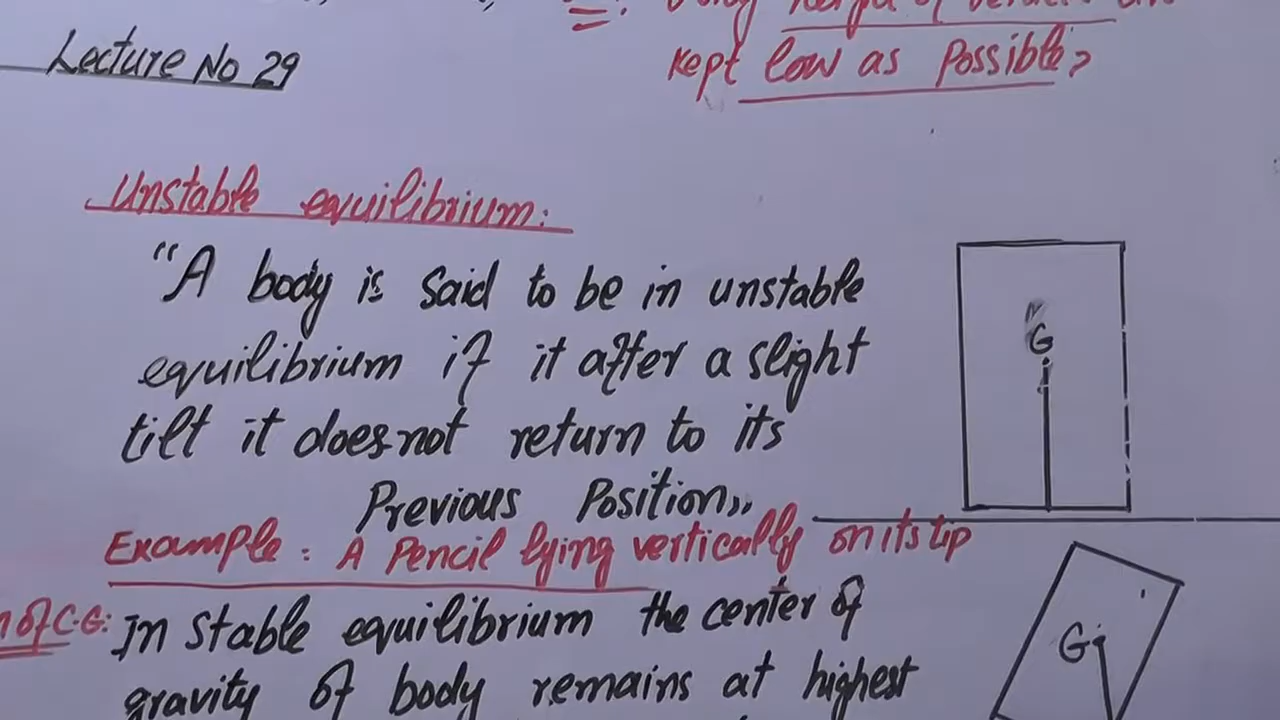 Lecture No 29
kept low as Possible?
Unstable equilibrium:
"A body is said to be in unstable
equilibrium if it after a slight
tilt it does not return to its
Previous Position"
G
Example: A Pencil lying vertically on its tip
of C.G: In stable equilibrium the center of
gravity of body remains at highest
G